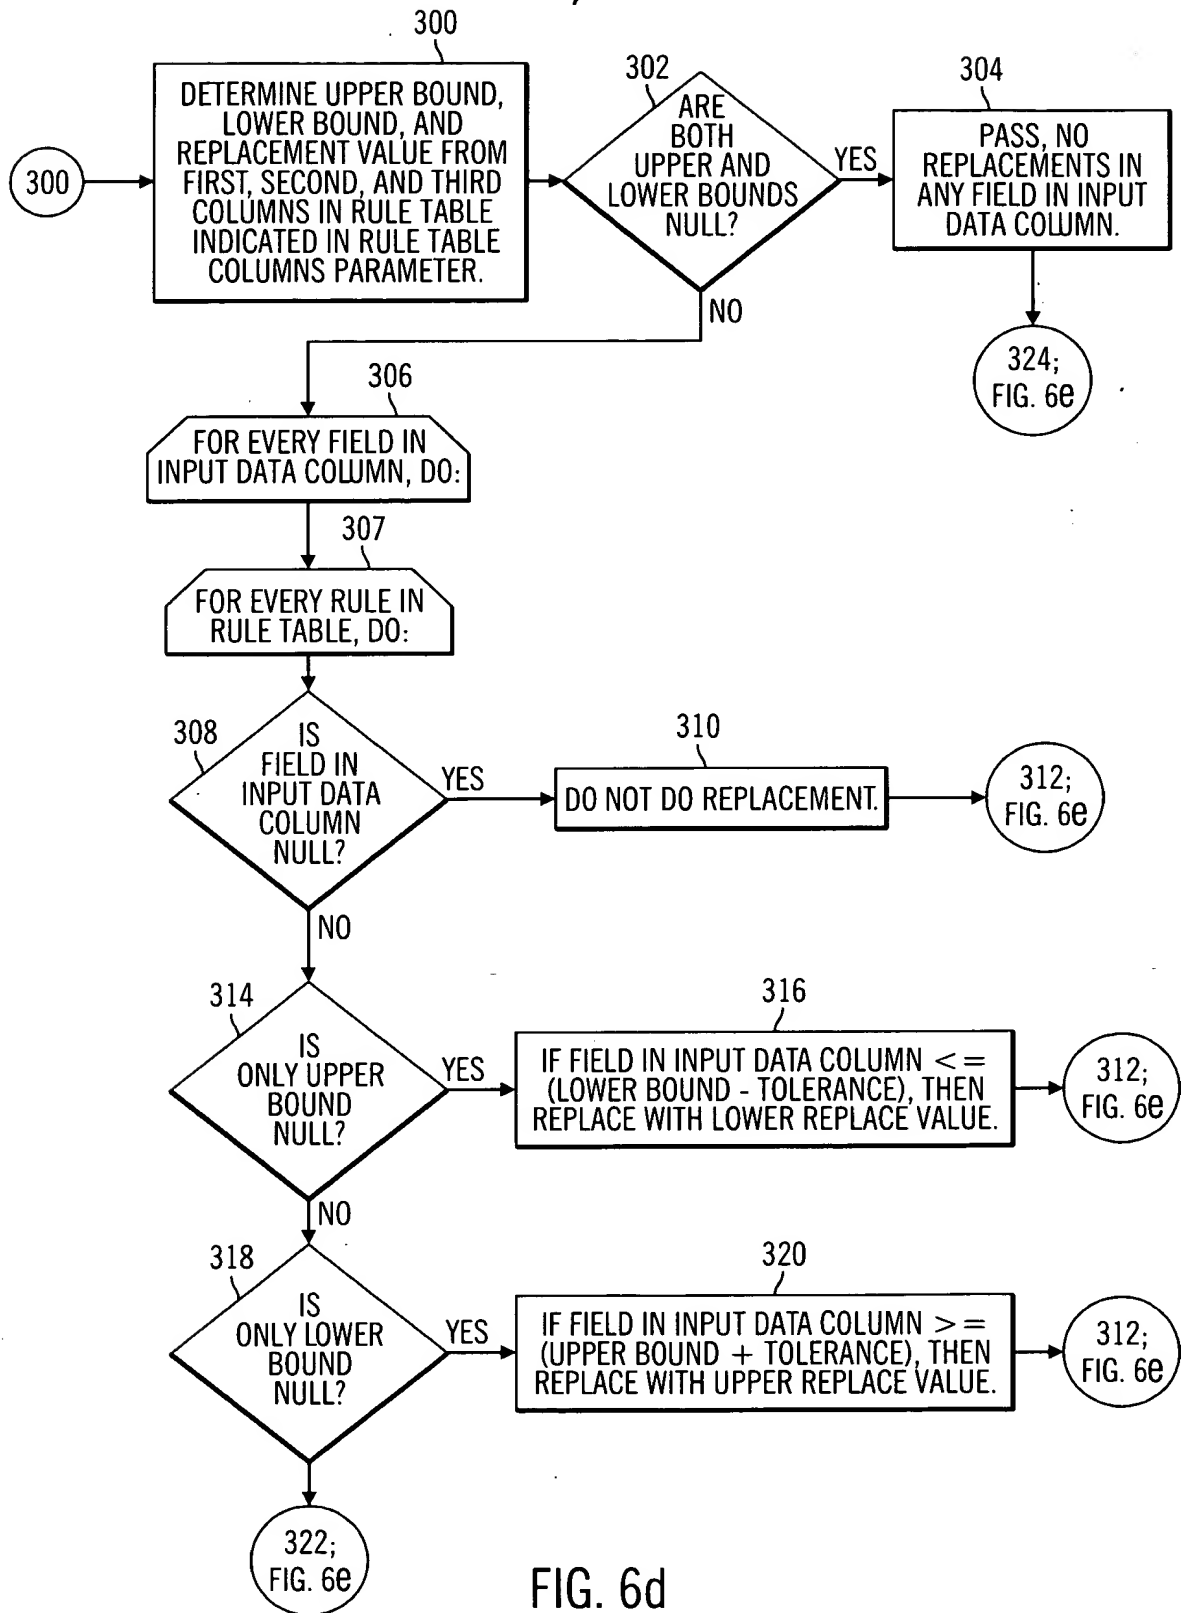 300
300
DETERMINE UPPER BOUND,
LOWER BOUND, AND
REPLACEMENT VALUE FROM
FIRST, SECOND, AND THIRD
COLUMNS IN RULE TABLE
INDICATED IN RULE TABLE
COLUMNS PARAMETER.
302
ARE
BOTH
UPPER AND
LOWER BOUNDS
NULL?
YES
304
PASS, NO
REPLACEMENTS IN
ANY FIELD IN INPUT
DATA COLUMN.
324;
FIG. 6e
NO
306
FOR EVERY FIELD IN
INPUT DATA COLUMN, DO:
307
FOR EVERY RULE IN
RULE TABLE, DO:
308
IS
FIELD IN
INPUT DATA
COLUMN
NULL?
YES
310
DO NOT DO REPLACEMENT.
312;
FIG. 6e
NO
314
IS
ONLY UPPER
BOUND
NULL?
YES
316
IF FIELD IN INPUT DATA COLUMN < =
(LOWER BOUND - TOLERANCE), THEN
REPLACE WITH LOWER REPLACE VALUE.
312;
FIG. 6e
NO
318
IS
ONLY LOWER
BOUND
NULL?
YES
320
IF FIELD IN INPUT DATA COLUMN > =
(UPPER BOUND + TOLERANCE), THEN
REPLACE WITH UPPER REPLACE VALUE.
312;
FIG. 6e
322;
FIG. 6e
FIG. 6d